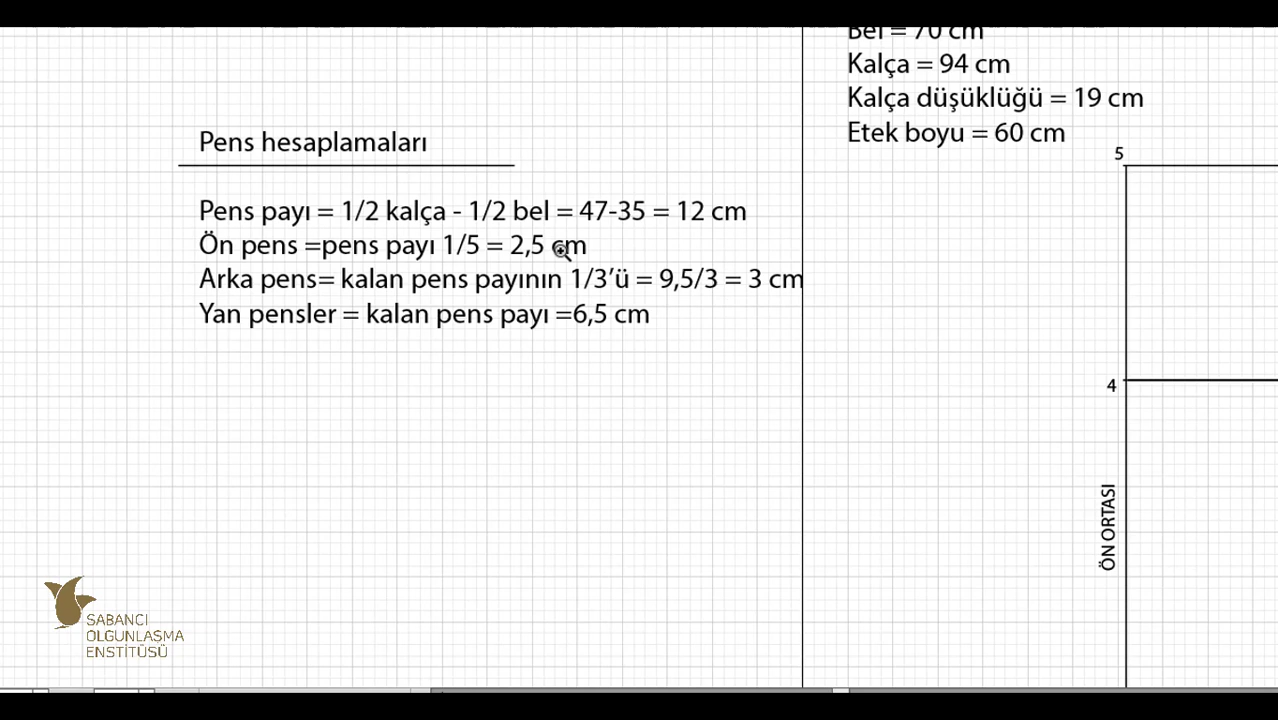 Bel = 70 cm
Kalça = 94 cm
Kalça düşüklüğü = 19 cm
Etek boyu = 60 cm
Pens hesaplamaları
Pens payı = 1/2 kalça - 1/2 bel = 47-35 = 12 cm
Ön pens =pens payı 1/5 = 2,5 cm
Arka pens= kalan pens payının 1/3’ü = 9,5/3 = 3 cm
Yan pensler = kalan pens payı =6,5 cm
5
4
ÖN ORTASI
SABANCI
OLGUNLAŞMA
ENSTİTÜSÜ